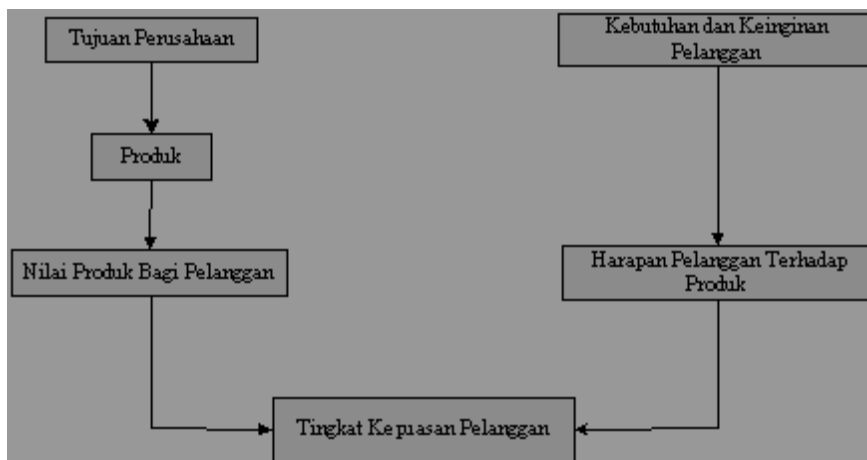 Tujuan Perusahaan
Kebutuhan dan Keinginan
Pelanggan
Produk
Nilai Produk Bagi Pelanggan
Harapan Pelanggan Terhadap
Produk
Tingkat Kepuasan Pelanggan